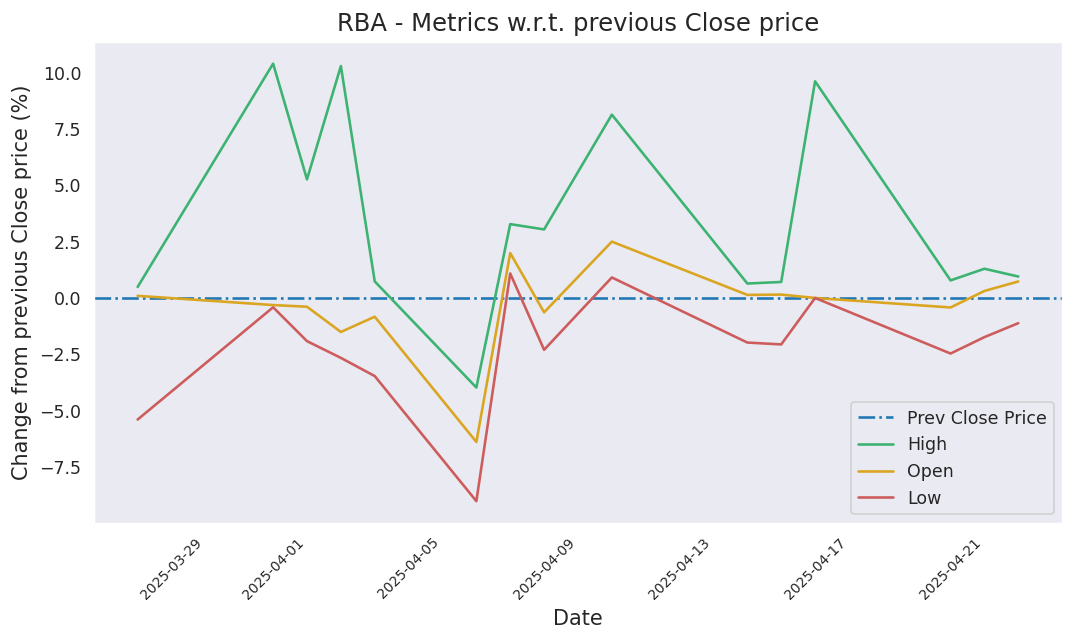 RBA - Metrics w.r.t. previous Close price
Change from previous Close price (%)
10.0
7.5
5.0
2.5
0.0
−2.5
−5.0
−7.5
Prev Close Price
High
Open
Low
2025-03-29
2025-04-01
2025-04-05
2025-04-09
2025-04-13
2025-04-17
2025-04-21
Date